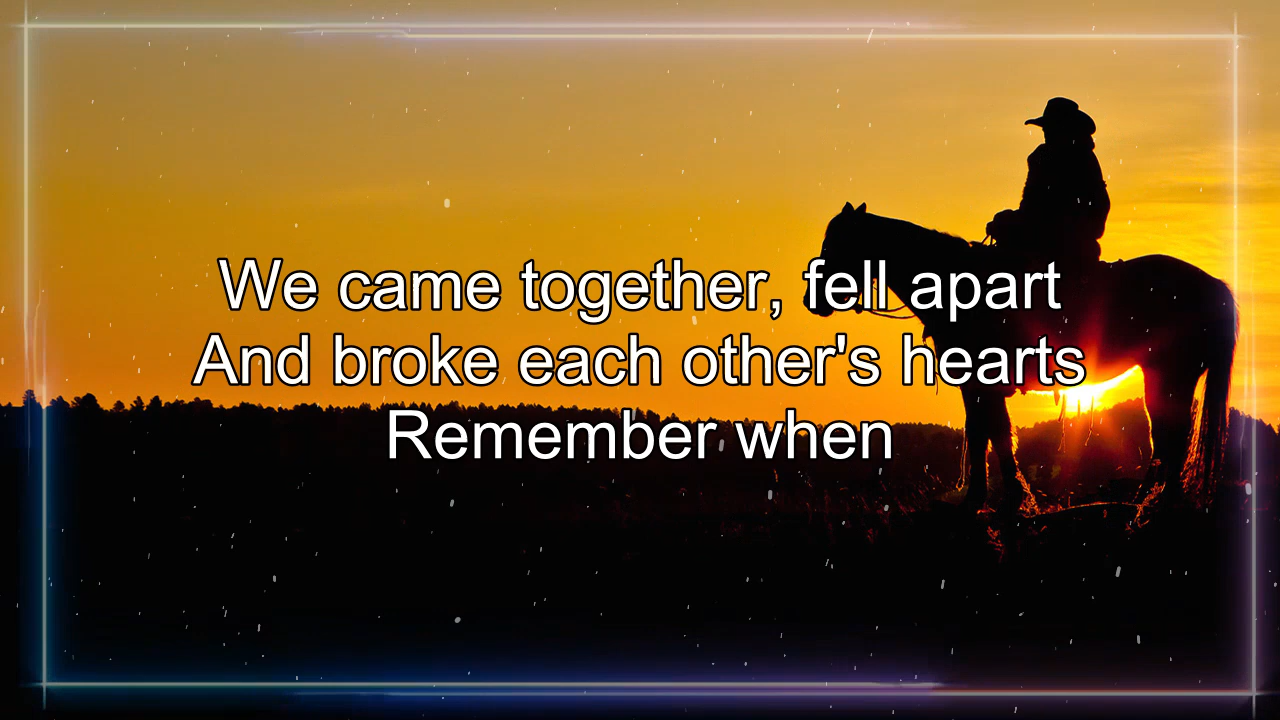 We came together, fell apart
And broke each other's hearts
Remember when